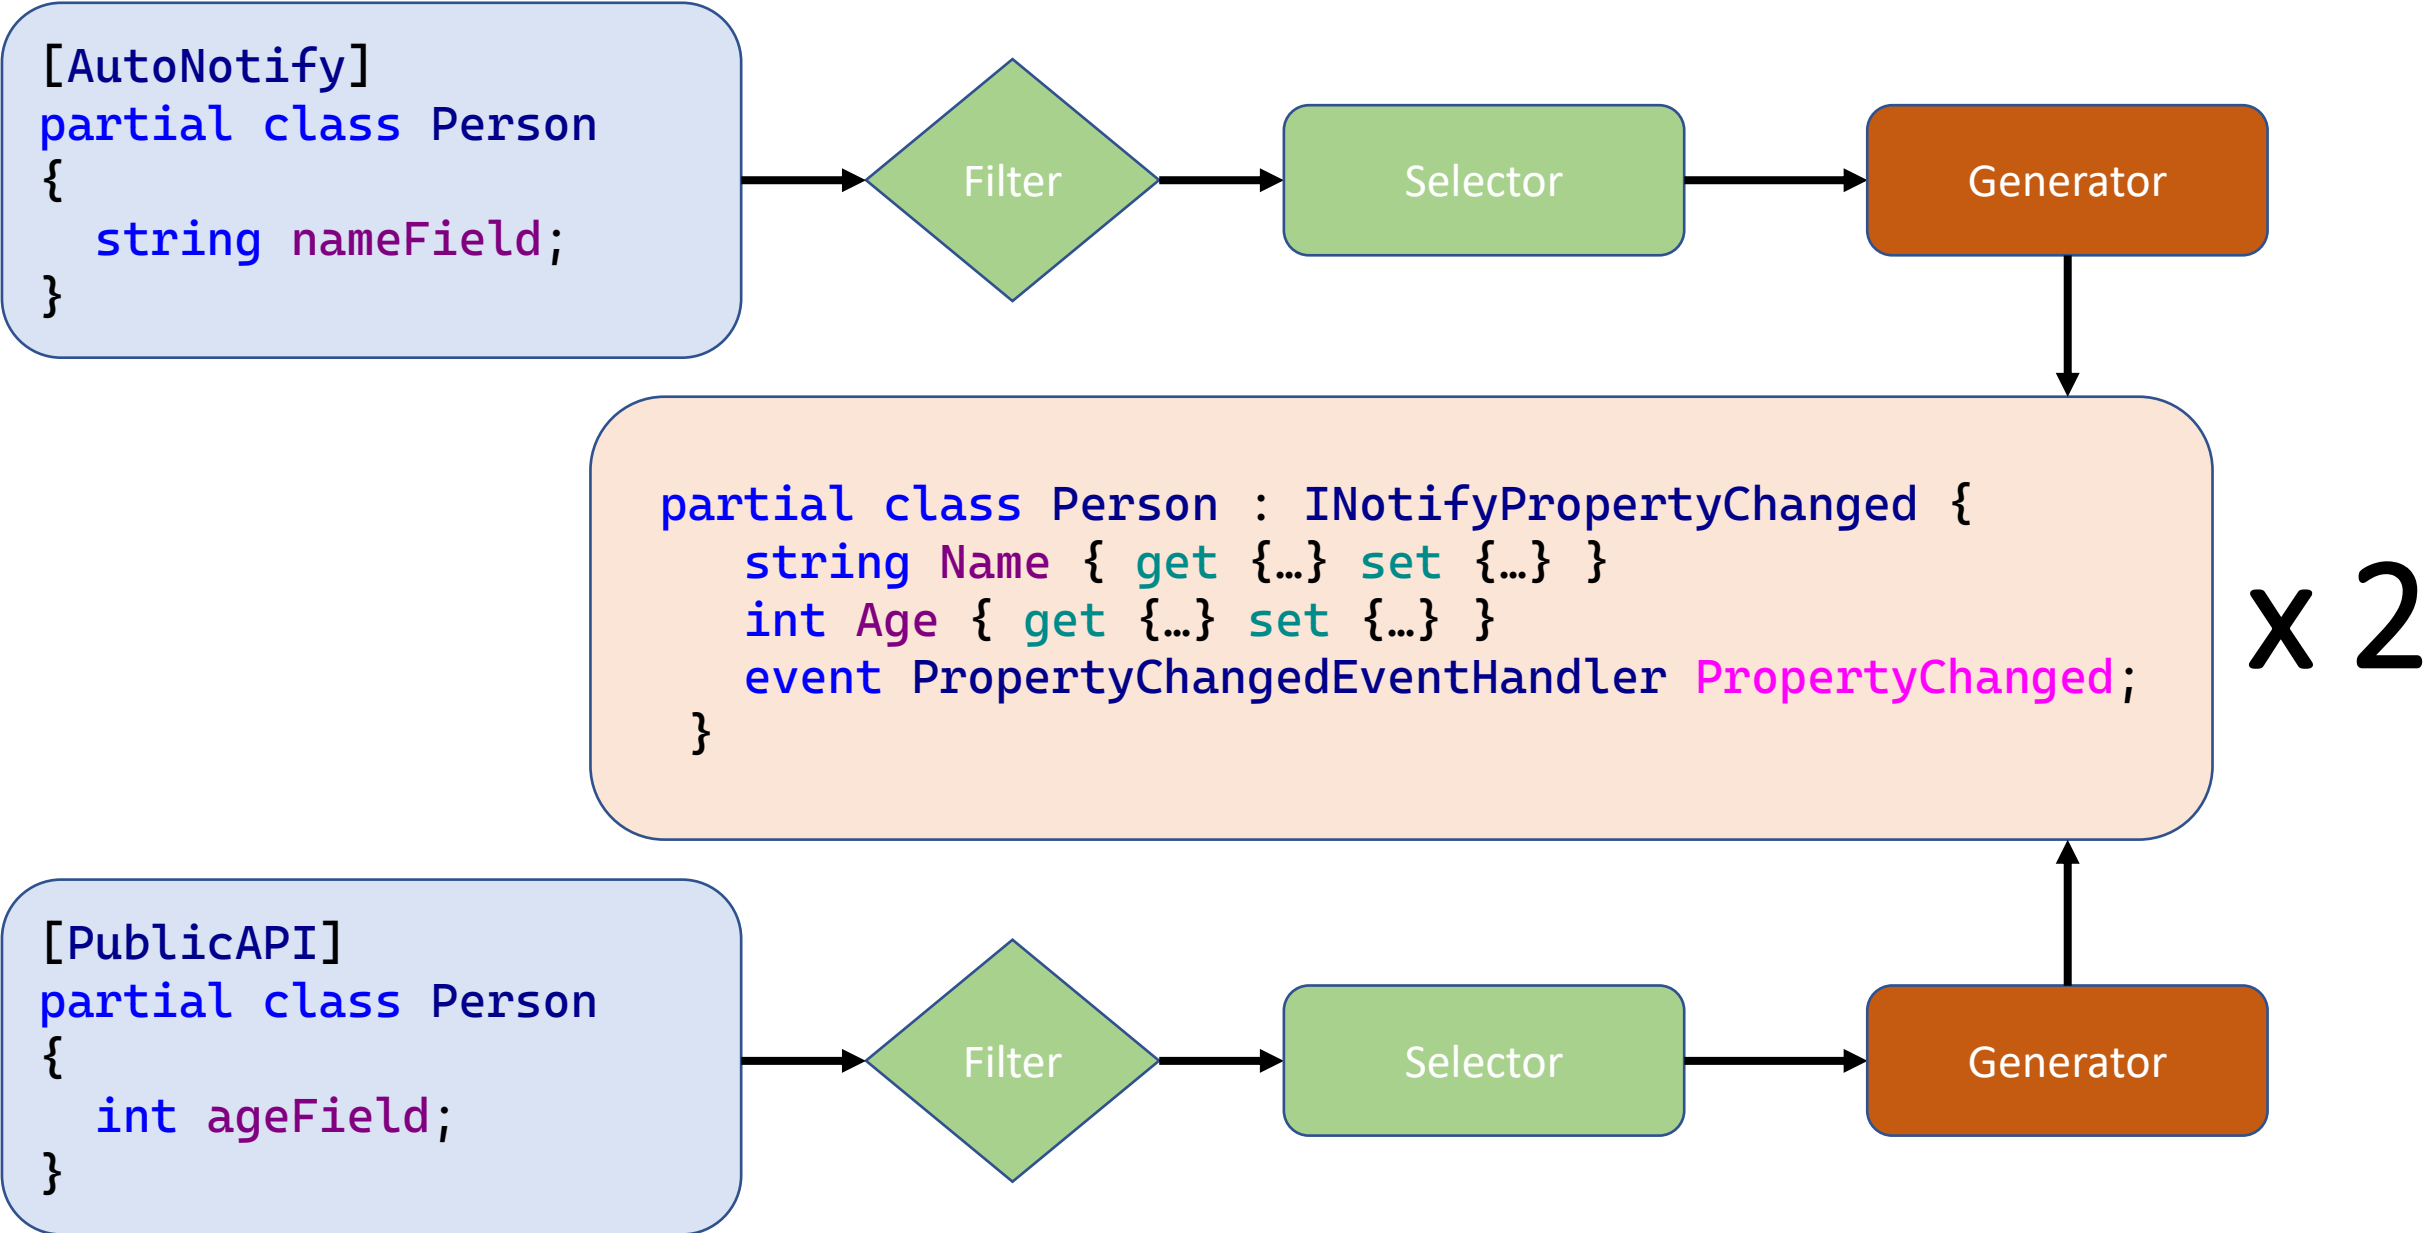 [AutoNotify]
partial class Person
{
  string nameField;
}
Filter
Selector
Generator
partial class Person : INotifyPropertyChanged {
   string Name { get {…} set {…} }
   int Age { get {…} set {…} }
   event PropertyChangedEventHandler PropertyChanged;
 }
x 2
[PublicAPI]
partial class Person
{
  int ageField;
}
Filter
Selector
Generator